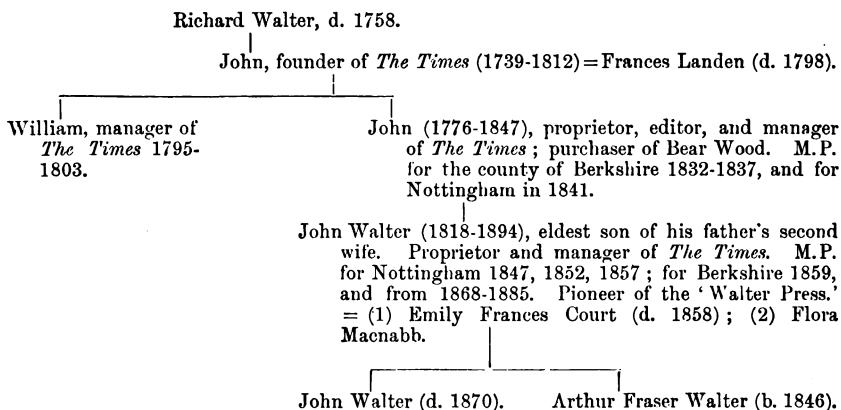 Richard Walter, d. 1758.
John, founder of The Times (1739-1812)=Frances Landen (d. 1798).
William, manager of
The Times 1795-
1803.
John (1776-1847), proprietor, editor, and manager
of The Times; purchaser of Bear Wood. M.P.
for the county of Berkshire 1832-1837, and for
Nottingham in 1841.
John Walter (1818-1894), eldest son of his father's second
wife. Proprietor and manager of The Times. M.P.
for Nottingham 1847, 1852, 1857; for Berkshire 1859,
and from 1868-1885. Pioneer of the 'Walter Press.'
= (1) Emily Frances Court (d. 1858); (2) Flora
Macnabb.
John Walter (d. 1870).
Arthur Fraser Walter (b. 1846).